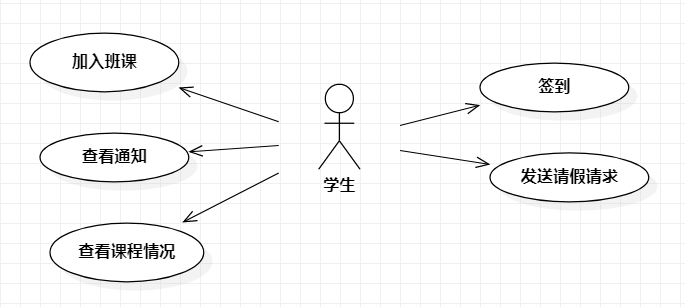 加入班课
签到
查看通知
发送请假请求
学生
查看课程情况